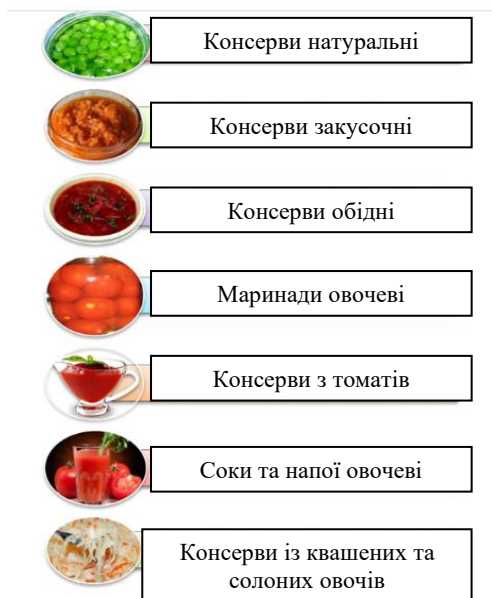 Консерви натуральні
Консерви закусочні
Консерви обідні
Маринади овочеві
Консерви з томатів
Соки та напої овочеві
Консерви із квашених та
солоних овочів